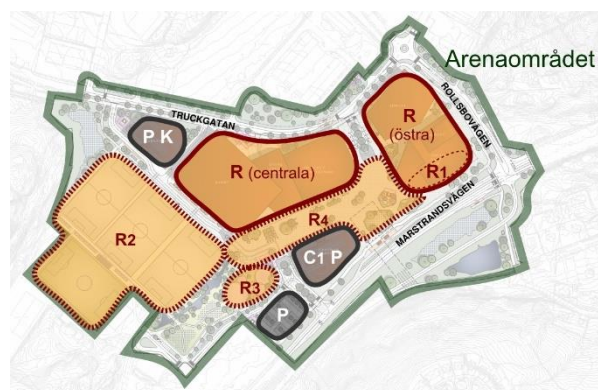 Arenaområdet
ROLLSBOVÄGEN
TRUCKGATAN
P K
R
(östra)
R (centrala)
R1
R4
MARSTRANDSVÄGEN
R2
C1 P
R3
P